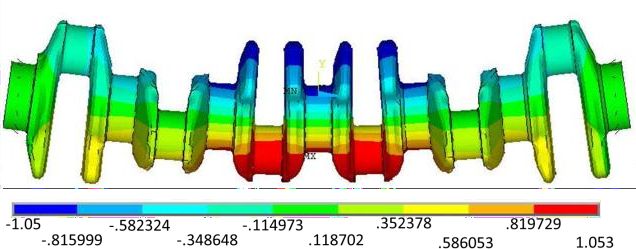 Y
MN
MX
-1.05 -.582324 -.114973 .352378 .819729
-.815999 -.348648 .118702 .586053 1.053